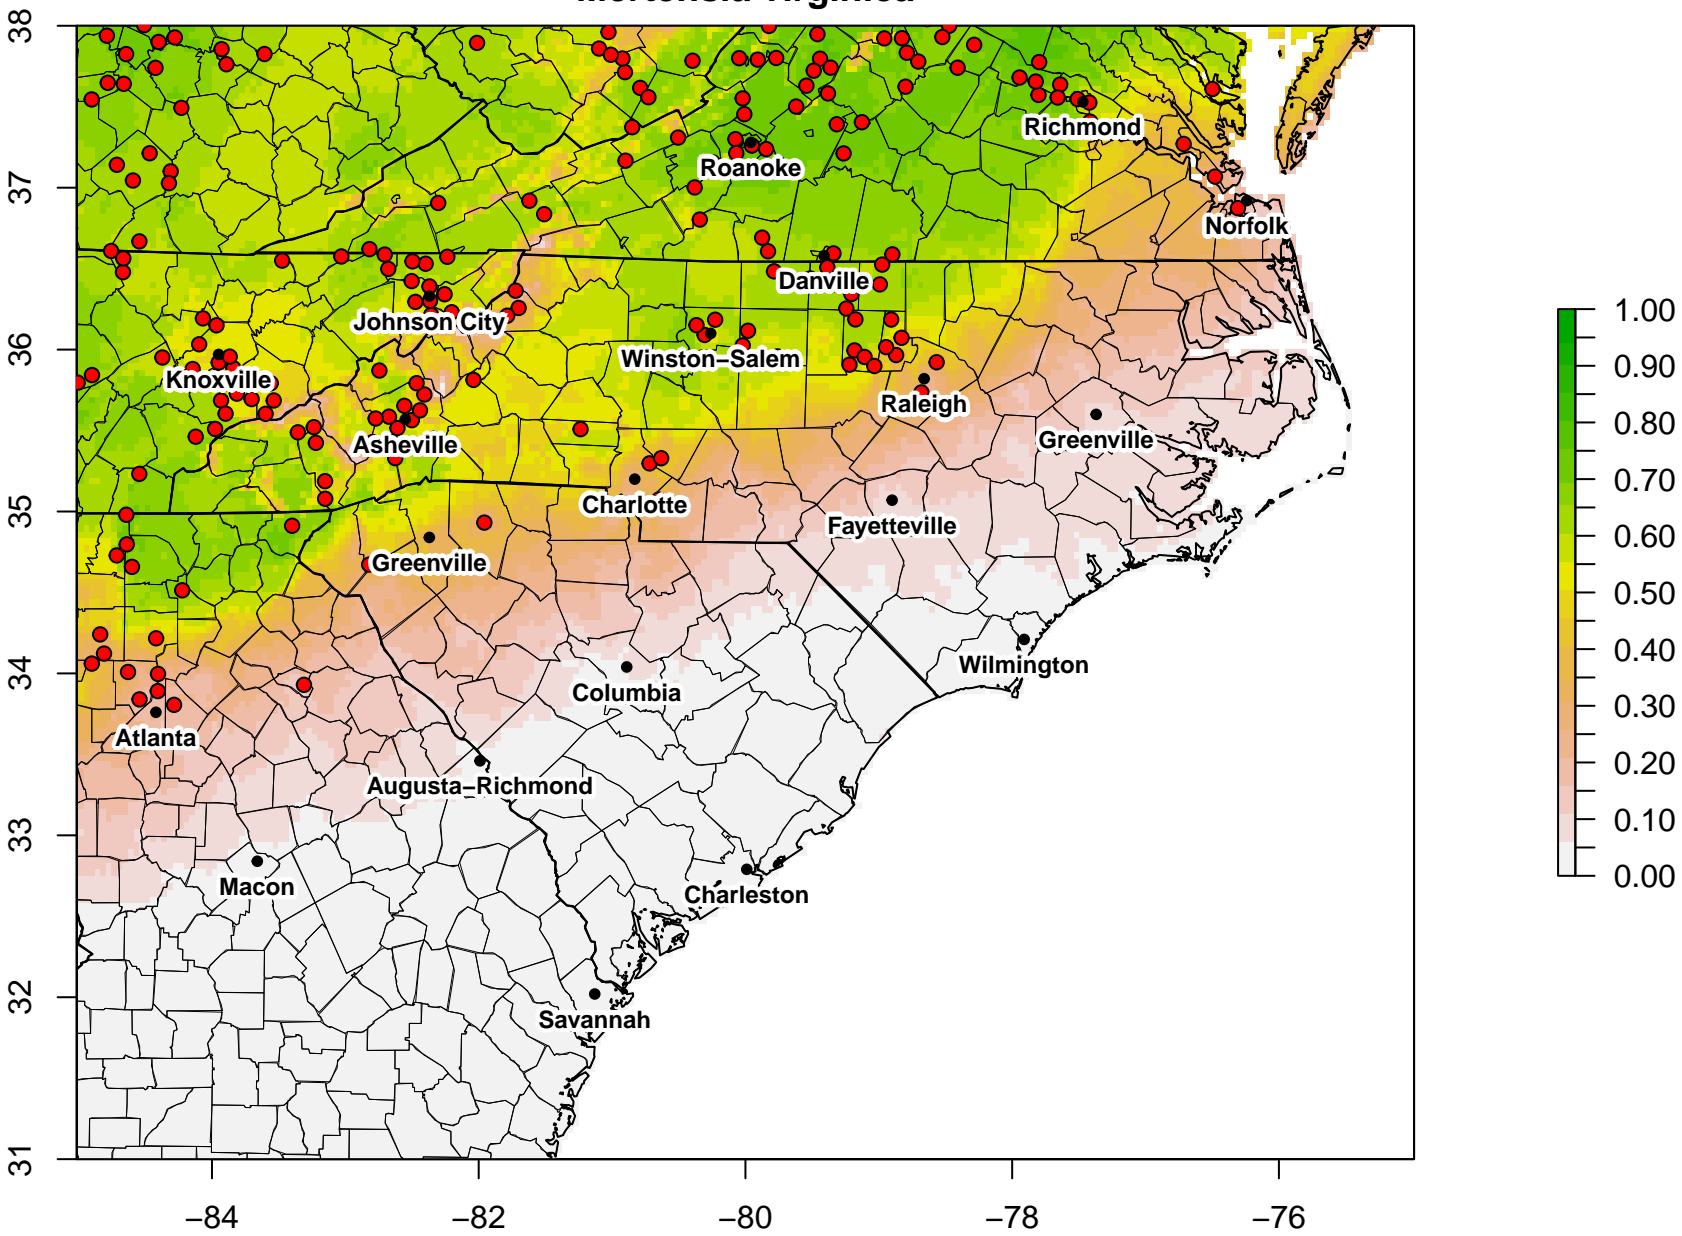 Mertensia virginica
38
37
36
35
34
33
32
31
Richmond
Roanoke
Norfolk
Danville
Johnson City
Winston−Salem
Knoxville
Raleigh
Asheville
Greenville
Charlotte
Fayetteville
Greenville
Wilmington
Columbia
Atlanta
Augusta−Richmond
Macon
Charleston
Savannah
−84 −82 −80 −78 −76
1.00
0.90
0.80
0.70
0.60
0.50
0.40
0.30
0.20
0.10
0.00